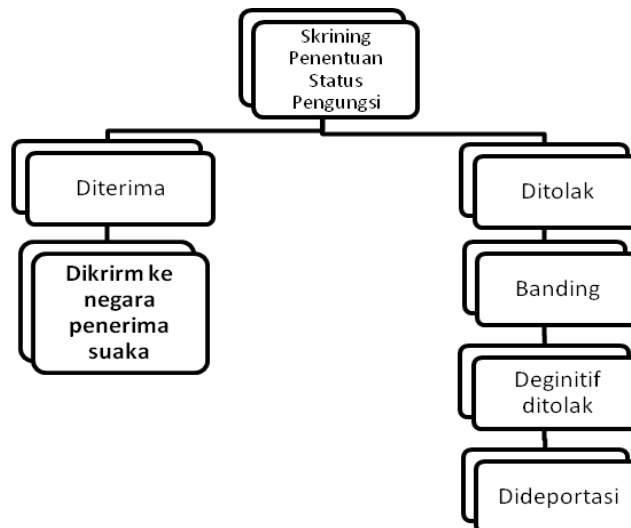 Skrining
Penentuan
Status
Pengungsi
Diterima
Dikrirm ke
negara
penerima
suaka
Ditolak
Banding
Deginitif
ditolak
Dideportasi